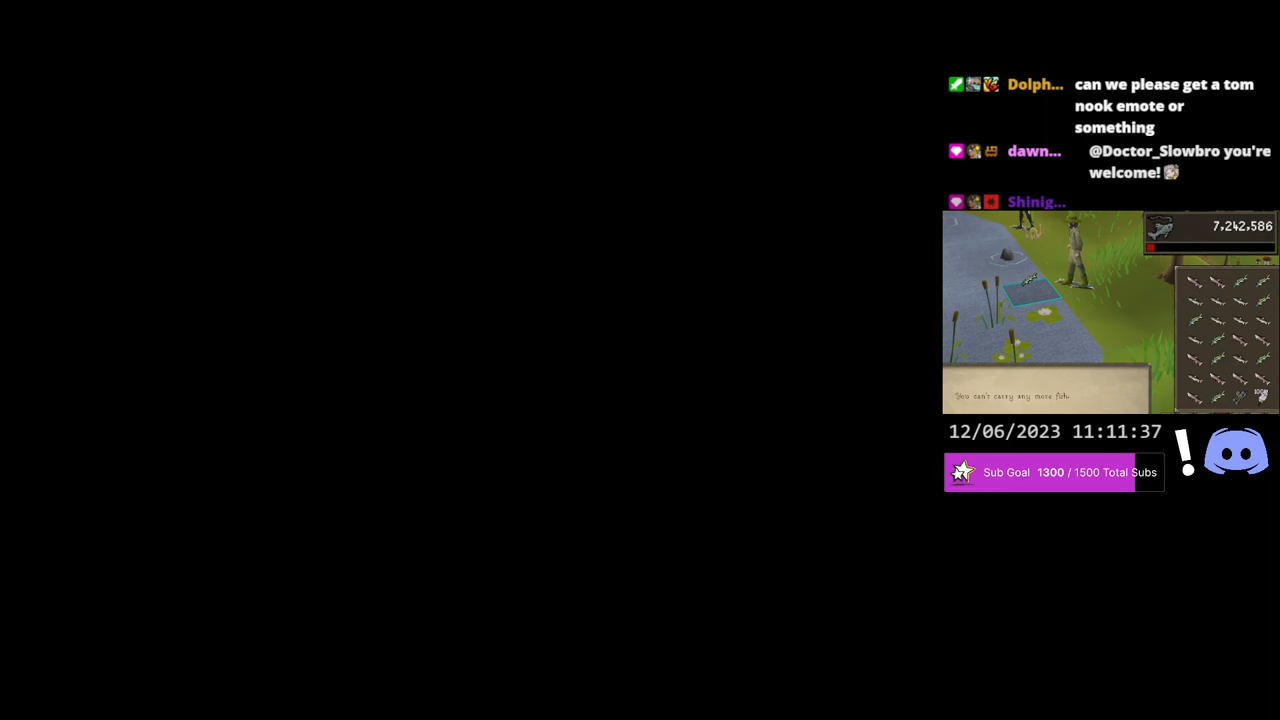 Dolph... can we please get a tom
nook emote or
something
dawn... @Doctor_Slowbro you're
welcome!
Shinig...
7,242,586
You can't carry any more fish.
12/06/2023 11:11:37
!
Sub Goal 1300 / 1500 Total Subs